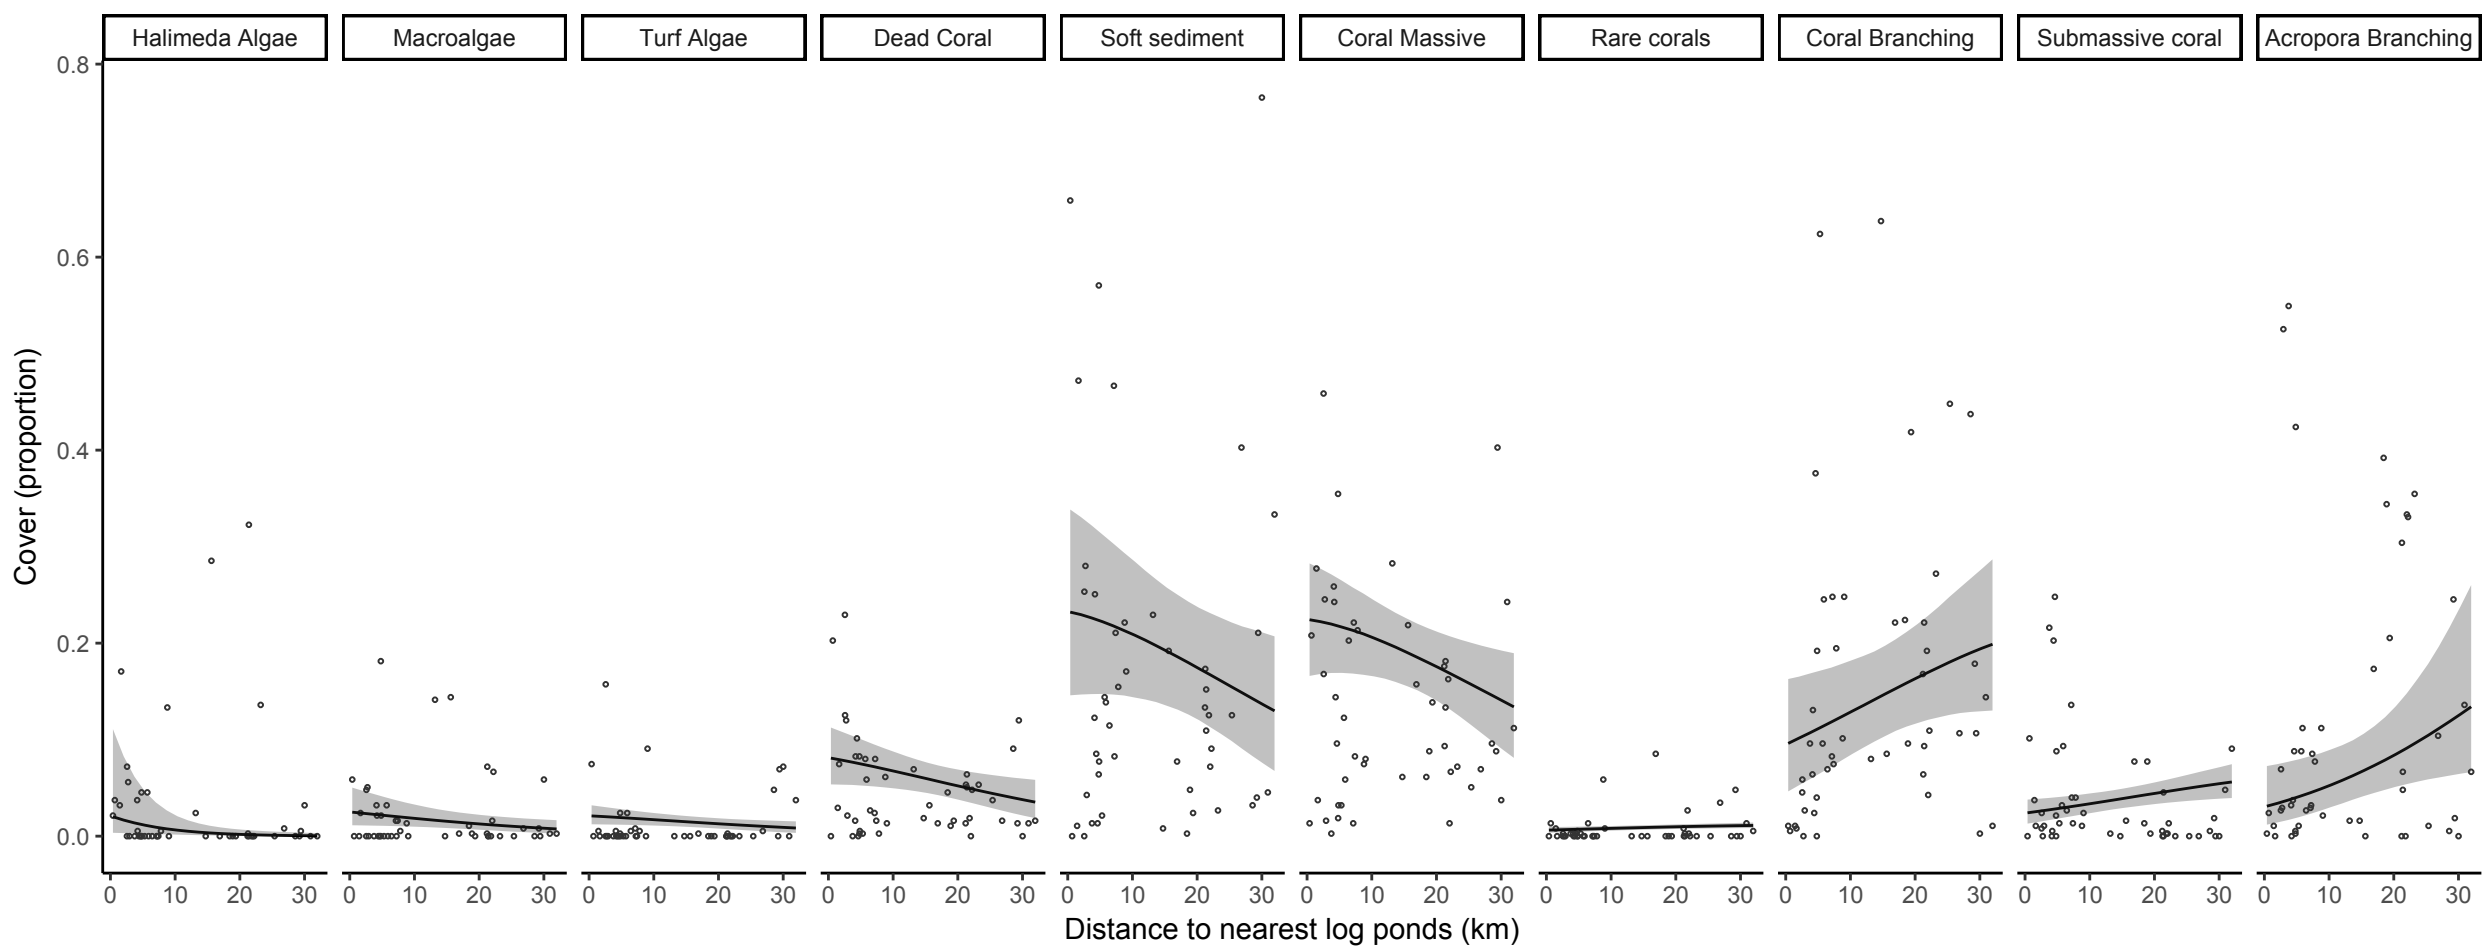 Halimeda Algae Macroalgae Turf Algae Dead Coral Soft sediment Coral Massive Rare corals Coral Branching Submassive coral Acropora Branching
0.8
0.6
0.4
0.2
0.0
Cover (proportion)
0 10 20 30 0 10 20 30 0 10 20 30 0 10 20 30 0 10 20 30 0 10 20 30 0 10 20 30 0 10 20 30 0 10 20 30 0 10 20 30
Distance to nearest log ponds (km)